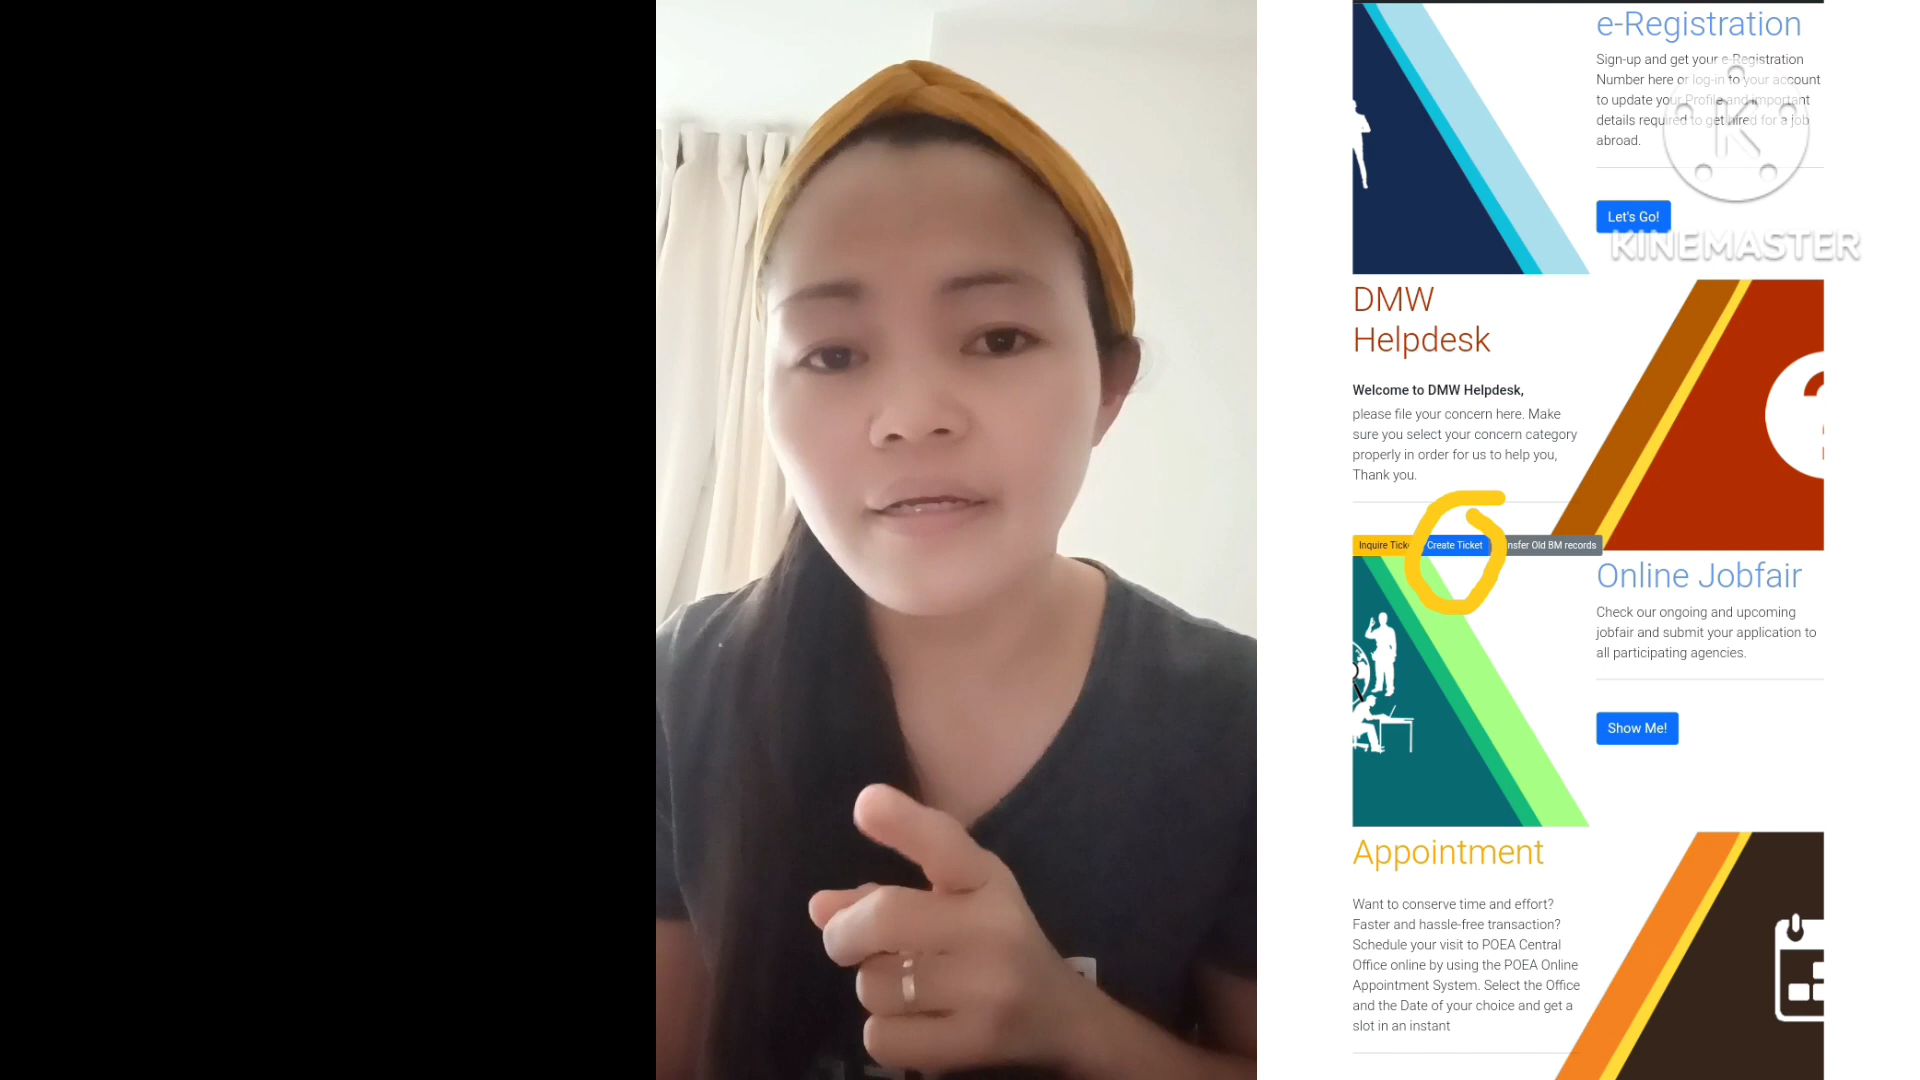 e-Registration
Sign-up and get your e-Registration
Number here or log-in to your account
to update your Profile and important
details required to get hired for a job
abroad.
Let's Go!
KINEMASTER
DMW
Helpdesk
Welcome to DMW Helpdesk,
please file your concern here. Make
sure you select your concern category
properly in order for us to help you,
Thank you.
Inquire Create Ticket Old BM records
Online Jobfair
Check our ongoing and upcoming
jobfair and submit your application to
all participating agencies.
Show Me!
Appointment
Want to conserve time and effort?
Faster and hassle-free transaction?
Schedule your visit to POEA Central
Office online by using the POEA Online
Appointment System. Select the Office
and the Date of your choice and get a
slot in an instant